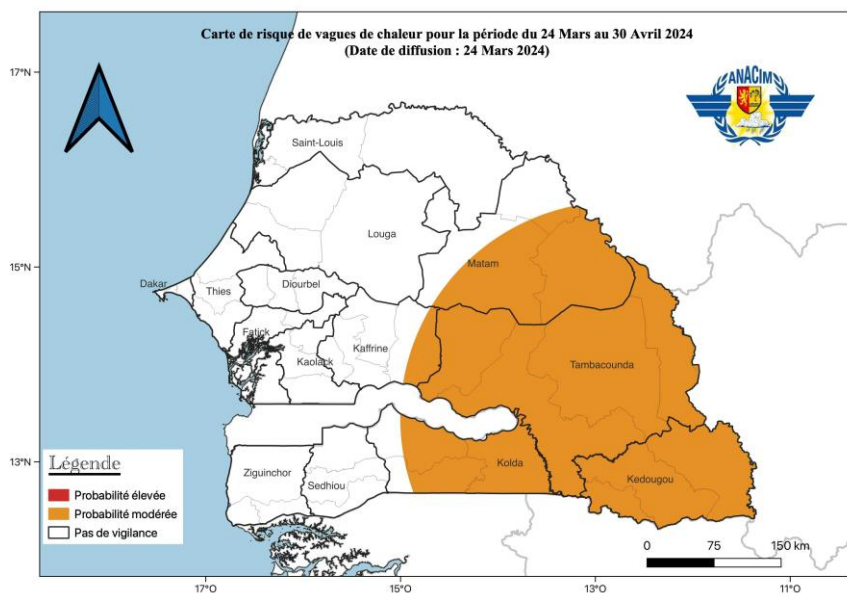 Carte de risque de vagues de chaleur pour la période du 24 Mars au 30 Avril 2024
(Date de diffusion : 24 Mars 2024)
ANACIM
17°N
Saint-Louis
Louga
15°N
Matam
Dakar
Thies
Diourbel
Fatick
Kaffrine
Kaolack
Tambacounda
13°N
Légende
Probabilité élevée
Probabilité modérée
Pas de vigilance
Ziguinchor
Sedhiou
Kolda
Kedougou
0 75 150 km
17°O 15°O 13°O 11°O